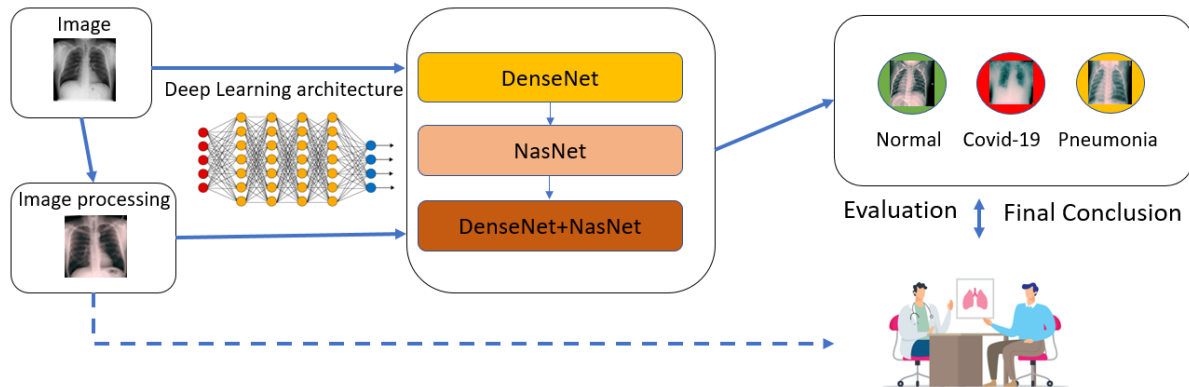 Image
Deep Learning architecture
Image processing
DenseNet
NasNet
DenseNet+NasNet
Normal
Covid-19
Pneumonia
Evaluation
Final Conclusion